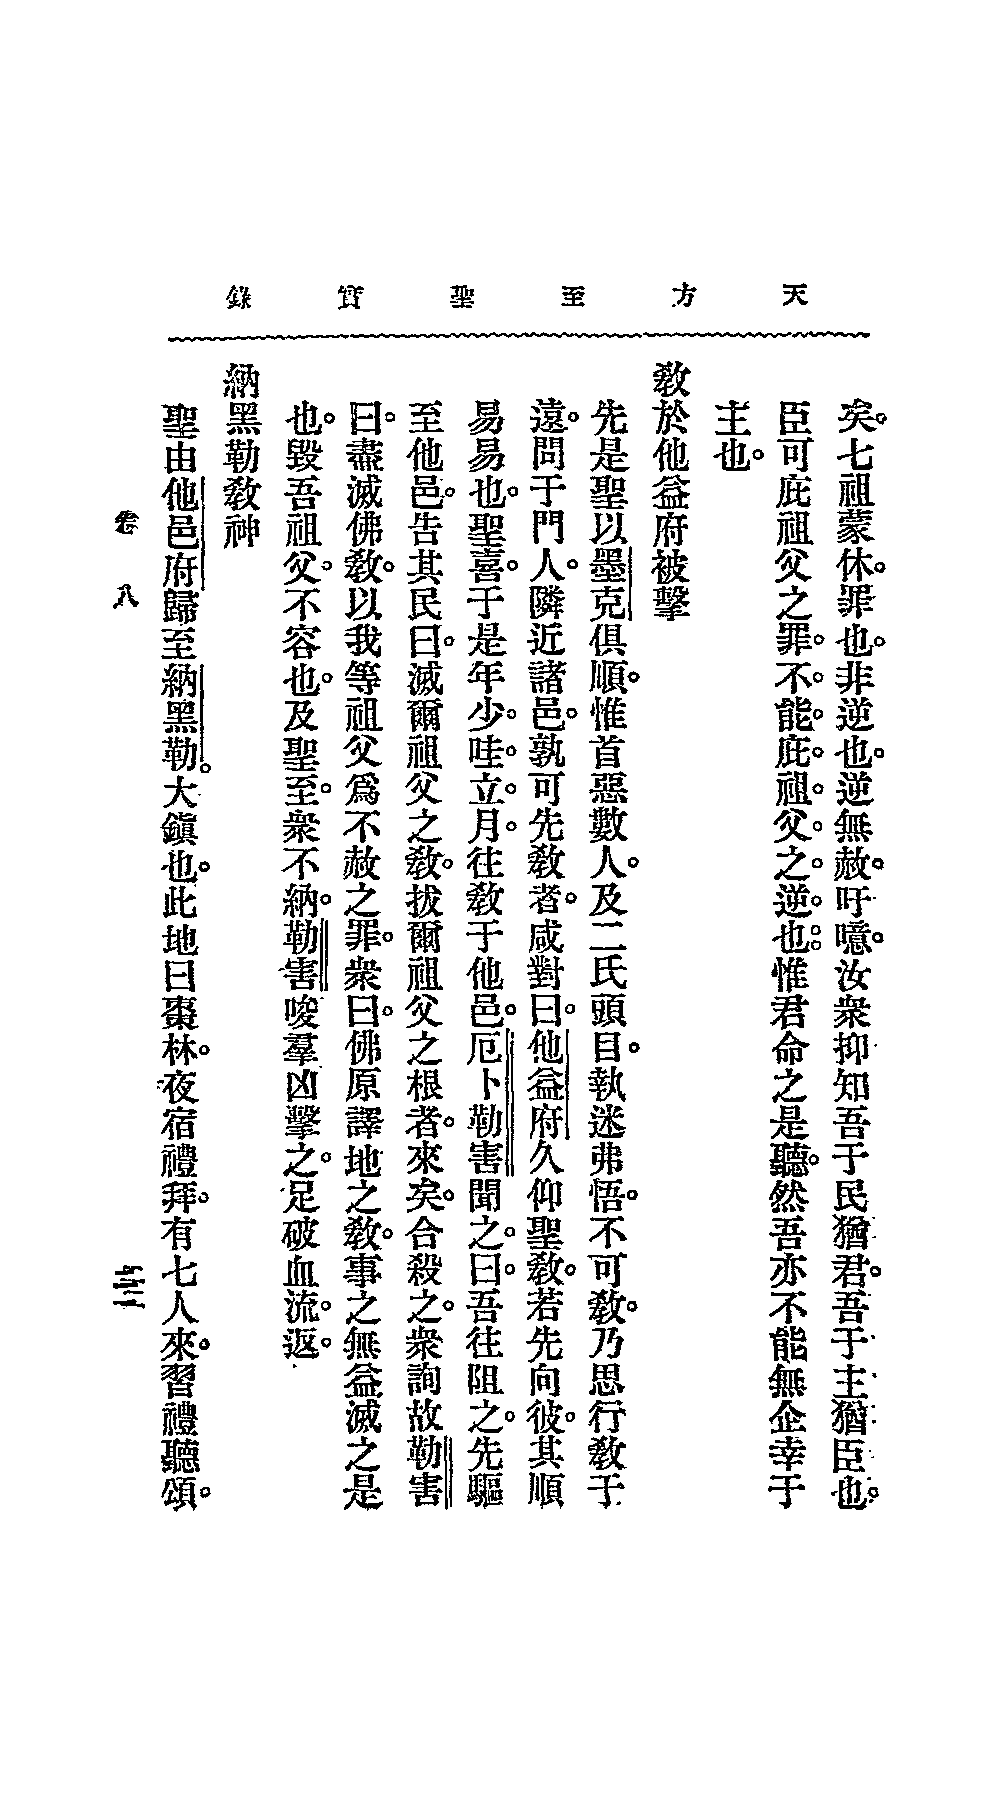 天方至聖實錄
矣。七祖蒙休。罪也。非逆也。逆無赦。吁噫。汝衆抑知吾于民猶君。吾于主猶臣也。
臣可庇祖父之罪。不能庇祖父之逆也。惟君命之是聽。然吾亦不能無企幸于
主也。
敎於他益府被擊
先是聖以墨克俱順。惟首惡數人。及二氏頭目。執迷弗悟。不可敎。乃思行敎于
遠。問于門人。隣近諸邑。孰可先敎者。咸對曰。他益府久仰聖敎。若先向彼。其順
易易也。聖喜。于是年少。哇立月。往敎于他邑。厄卜勒害聞之。曰。吾往阻之。先驅
至他邑。告其民曰。滅爾祖父之敎。拔爾祖父之根者。來矣。合殺之。衆詢故。勒害
曰。盡滅佛敎。以我等祖父爲不赦之罪。衆曰。佛原譯地之敎。事之無益。滅之是
也。毀吾祖父。不容也。及聖至。衆不納。勒害唆羣凶擊之。足破血流。返。
納黑勒敎神
聖由他邑府歸至納黑勒。大鎭也。此地曰棗林。夜宿禮拜。有七人來。習禮聽頌。
卷八
七三二